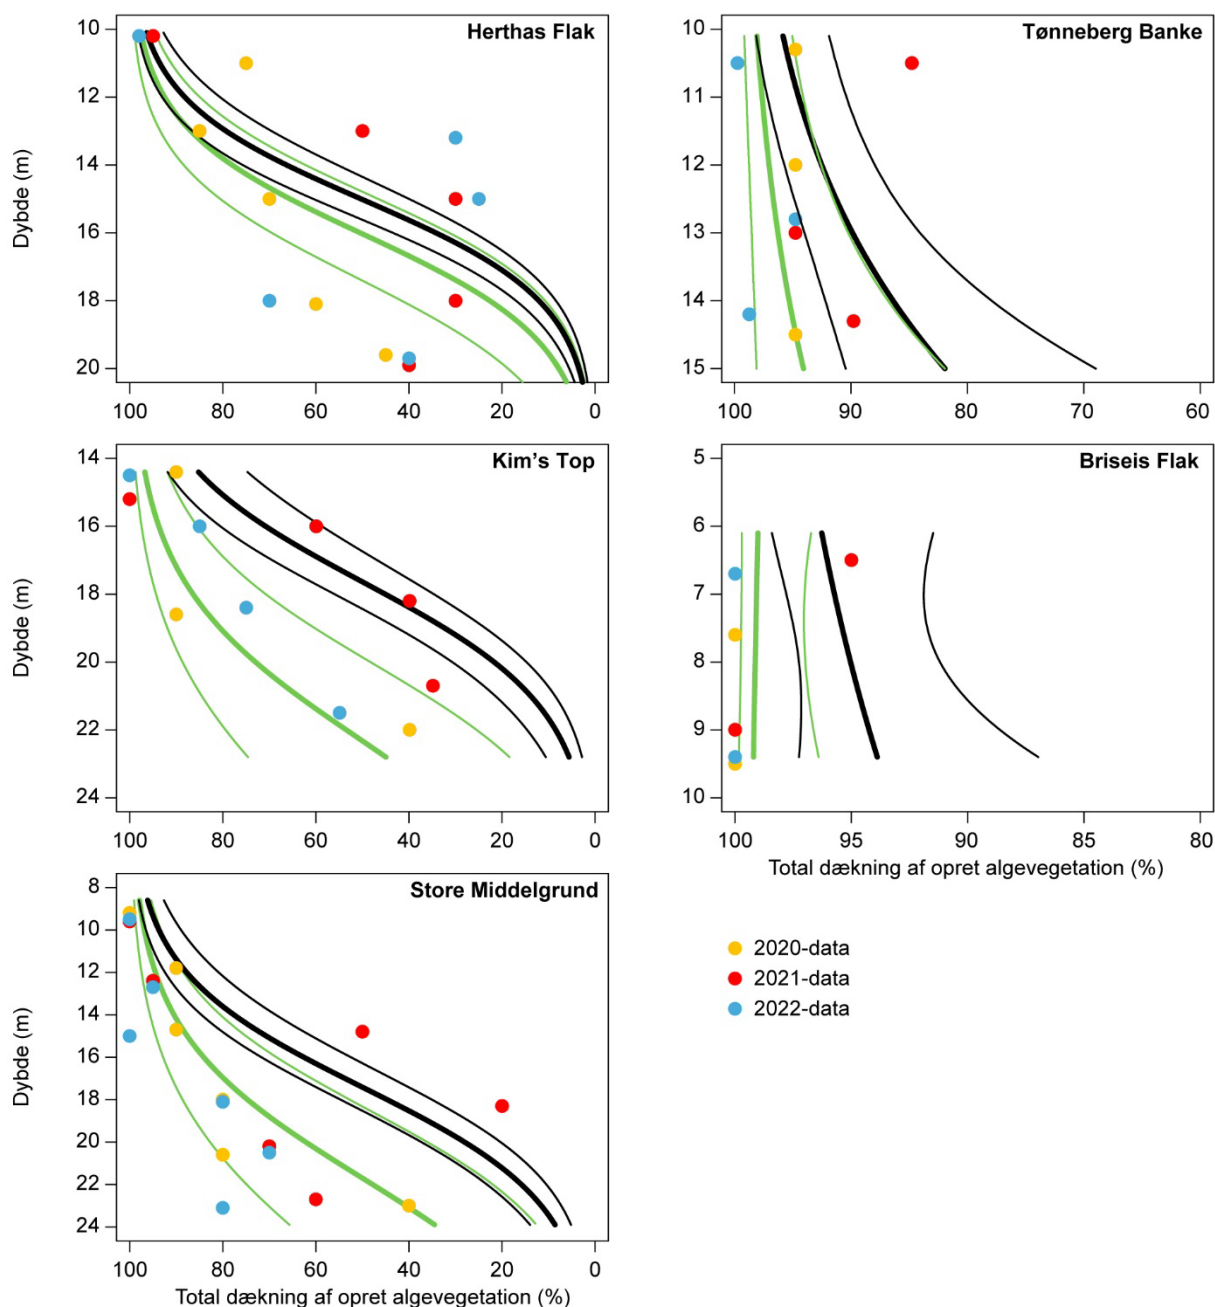 Herthas Flak
Dybde (m)
10
12
14
16
18
20
100 80 60 40 20 0
Tønneberg Banke
10
11
12
13
14
15
100 90 80 70 60
Kim's Top
Dybde (m)
14
16
18
20
22
24
100 80 60 40 20 0
Briseis Flak
5
6
7
8
9
10
100 95 90 85 80
Total dækning af opret algevegetation (%)
Store Middelgrund
Dybde (m)
8
10
12
14
16
18
20
22
24
100 80 60 40 20 0
Total dækning af opret algevegetation (%)
2020-data
2021-data
2022-data